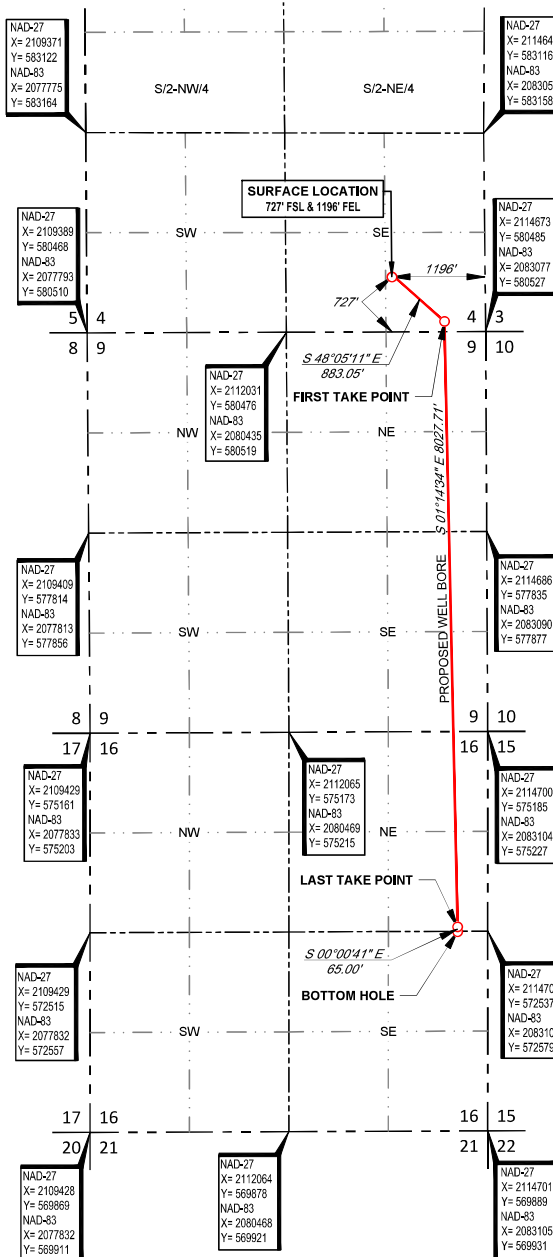 NAD-27
X= 2109371
Y= 583122
NAD-83
X= 2077775
Y= 583164
NAD-27
X= 211464
Y= 583116
NAD-83
X= 208305
Y= 583158
S/2-NW/4
S/2-NE/4
SURFACE LOCATION
727' FSL & 1196' FEL
NAD-27
X= 2109389
Y= 580468
NAD-83
X= 2077793
Y= 580510
NAD-27
X= 2114673
Y= 580485
NAD-83
X= 2083077
Y= 580527
SW
SE
1196'
727'
5 4
8 9
4 3
9 10
S 48°05'11" E
883.05'
FIRST TAKE POINT
NAD-27
X= 2112031
Y= 580476
NAD-83
X= 2080435
Y= 580519
NW
NE
S 01°14'34" E 8027.71'
PROPOSED WELL BORE
NAD-27
X= 2109409
Y= 577814
NAD-83
X= 2077813
Y= 577856
NAD-27
X= 2114686
Y= 577835
NAD-83
X= 2083090
Y= 577877
SW
SE
8 9
17 16
9 10
16 15
NAD-27
X= 2109429
Y= 575161
NAD-83
X= 2077833
Y= 575203
NAD-27
X= 2112065
Y= 575173
NAD-83
X= 2080469
Y= 575215
NAD-27
X= 2114700
Y= 575185
NAD-83
X= 2083104
Y= 575227
NW
NE
LAST TAKE POINT
S 00°00'41" E
65.00'
BOTTOM HOLE
NAD-27
X= 2109429
Y= 572515
NAD-83
X= 2077832
Y= 572557
NAD-27
X= 211470
Y= 572537
NAD-83
X= 208310
Y= 572579
SW
SE
17 16
20 21
16 15
21 22
NAD-27
X= 2109428
Y= 569869
NAD-83
X= 2077832
Y= 569911
NAD-27
X= 2112064
Y= 569878
NAD-83
X= 2080468
Y= 569921
NAD-27
X= 2114701
Y= 569889
NAD-83
X= 2083105
Y= 569931